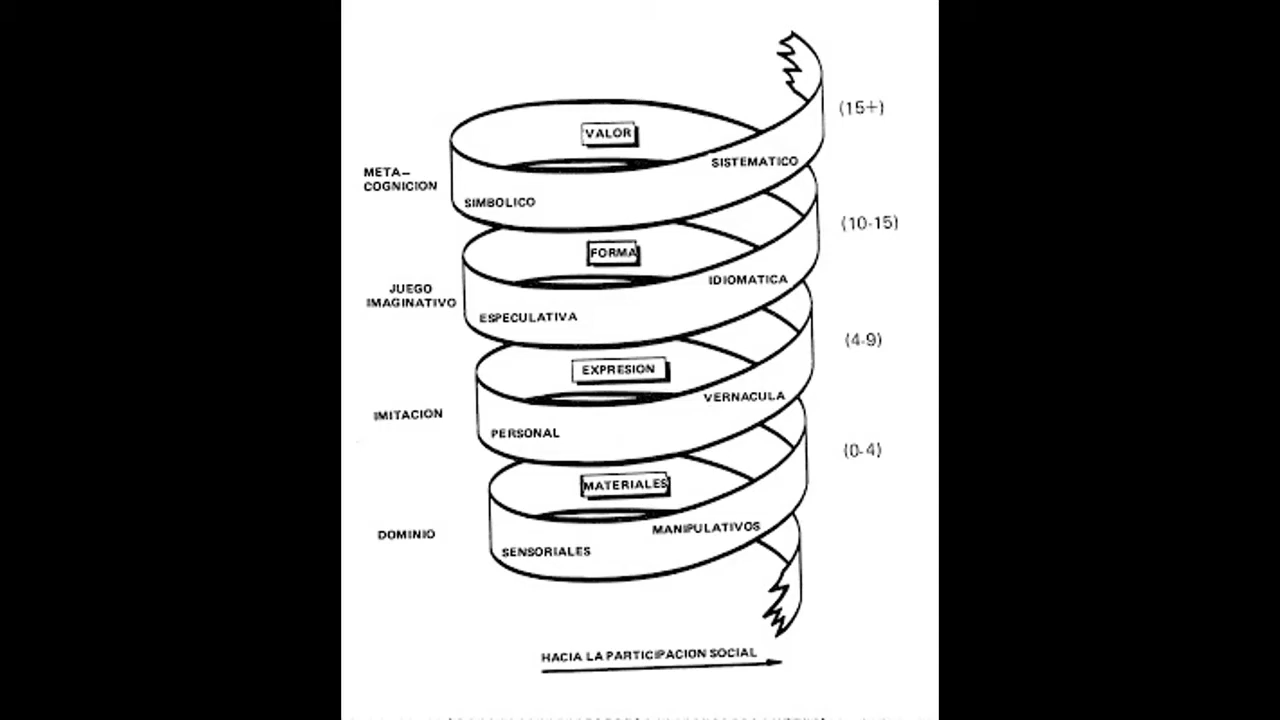 (15+)
VALOR
SISTEMATICO
META-
COGNICION
SIMBOLICO
(10-15)
FORMA
IDIOMATICA
JUEGO
IMAGINATIVO
ESPECULATIVA
(4-9)
EXPRESION
VERNACULA
IMITACION
PERSONAL
(0-4)
MATERIALES
MANIPULATIVOS
DOMINIO
SENSORIALES
HACIA LA PARTICIPACION SOCIAL